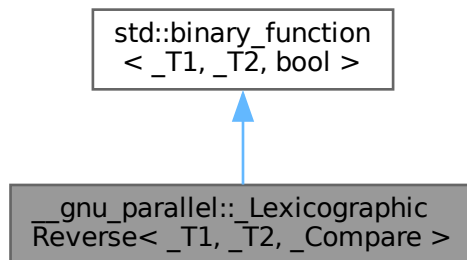 std::binary_function
< _T1, _T2, bool >
__gnu_parallel::_Lexicographic
Reverse< _T1, _T2, _Compare >